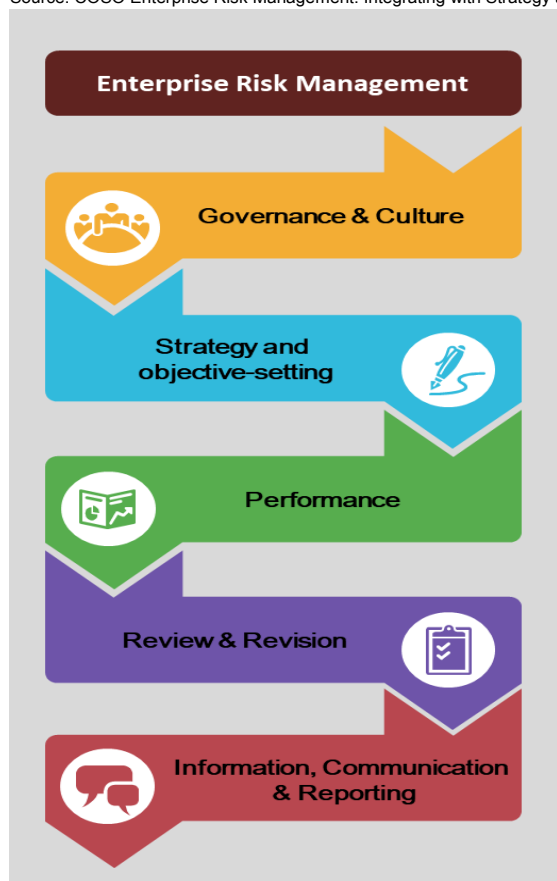 Source: COSO Enterprise Risk Management: Integrating with Strategy
Enterprise Risk Management
Governance & Culture
Strategy and
objective-setting
Performance
Review & Revision
Information, Communication
& Reporting